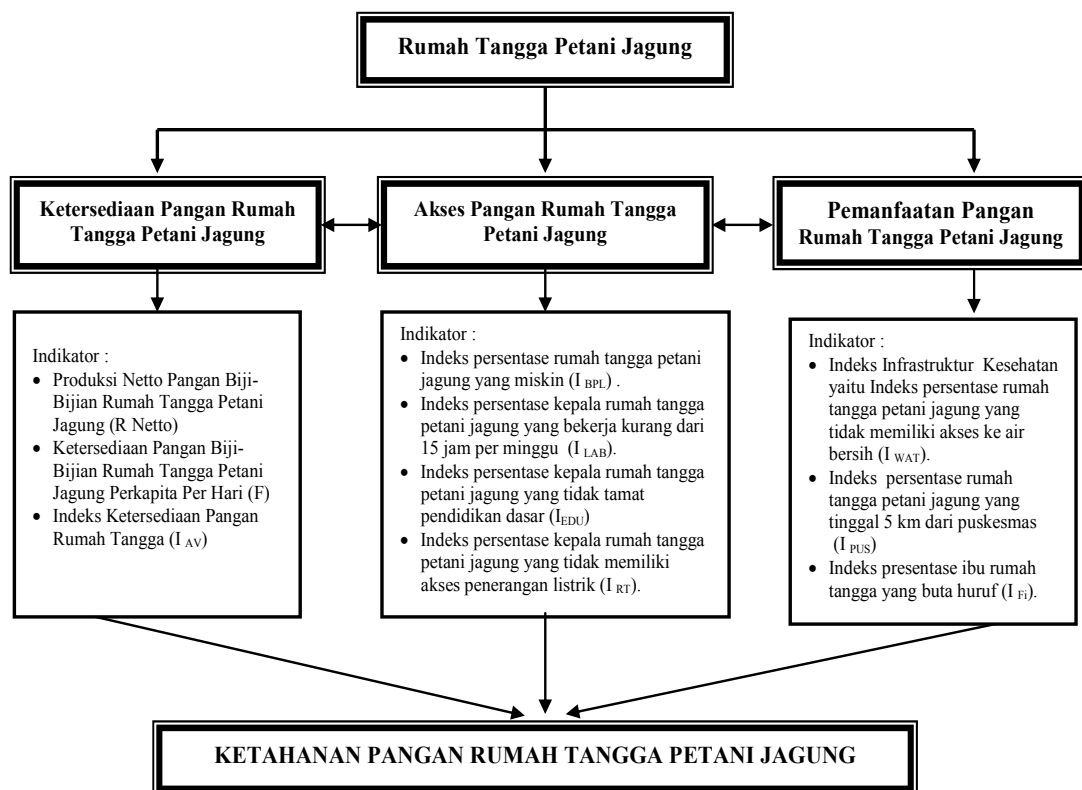 Rumah Tangga Petani Jagung
Ketersediaan Pangan Rumah
Tangga Petani Jagung
Akses Pangan Rumah Tangga
Petani Jagung
Pemanfaatan Pangan
Rumah Tangga Petani Jagung
Indikator :
• Produksi Netto Pangan Biji-
Bijian Rumah Tangga Petani
Jagung (R Netto)
• Ketersediaan Pangan Biji-
Bijian Rumah Tangga Petani
Jagung Perkapita Per Hari (F)
• Indeks Ketersediaan Pangan
Rumah Tangga (I AV)
Indikator :
• Indeks persentase rumah tangga petani
jagung yang miskin (I BPL) .
• Indeks persentase kepala rumah tangga
petani jagung yang bekerja kurang dari
15 jam per minggu (I LAB).
• Indeks persentase kepala rumah tangga
petani jagung yang tidak tamat
pendidikan dasar (IEDU)
• Indeks persentase kepala rumah tangga
petani jagung yang tidak memiliki
akses penerangan listrik (I RT).
Indikator :
• Indeks Infrastruktur Kesehatan
yaitu Indeks persentase rumah
tangga petani jagung yang
tidak memiliki akses ke air
bersih (I WAT).
• Indeks persentase rumah
tangga petani jagung yang
tinggal 5 km dari puskesmas
(I PUS)
• Indeks presentase ibu rumah
tangga yang buta huruf (I Fi).
KETAHANAN PANGAN RUMAH TANGGA PETANI JAGUNG